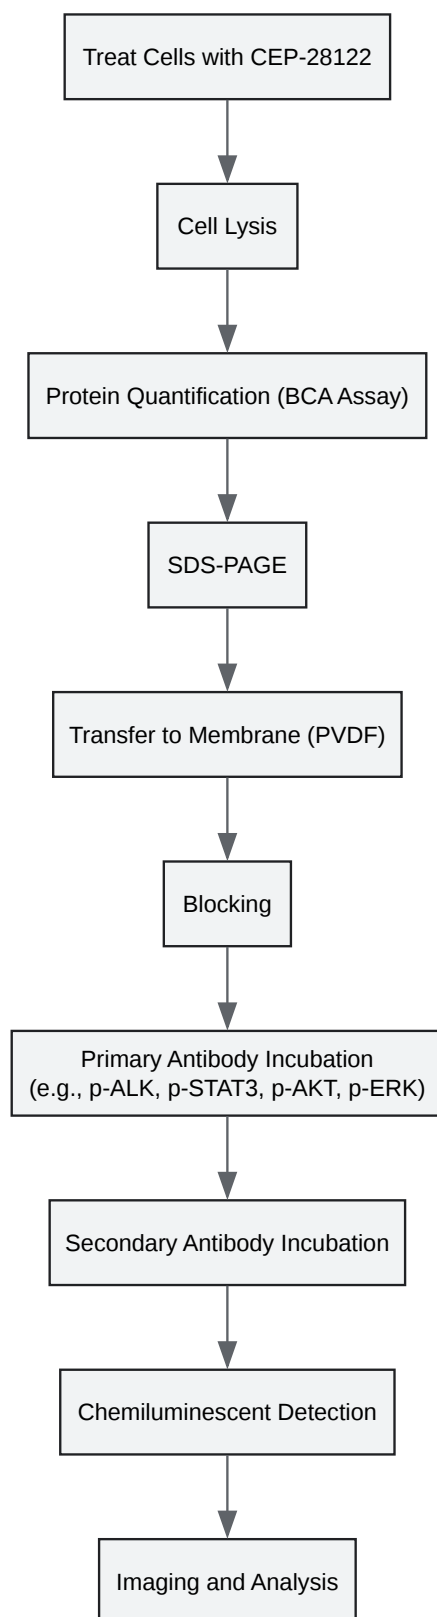 Treat Cells with CEP-28122
Cell Lysis
Protein Quantification (BCA Assay)
SDS-PAGE
Transfer to Membrane (PVDF)
Blocking
Primary Antibody Incubation
(e.g., p-ALK, p-STAT3, p-AKT, p-ERK)
Secondary Antibody Incubation
Chemiluminescent Detection
Imaging and Analysis